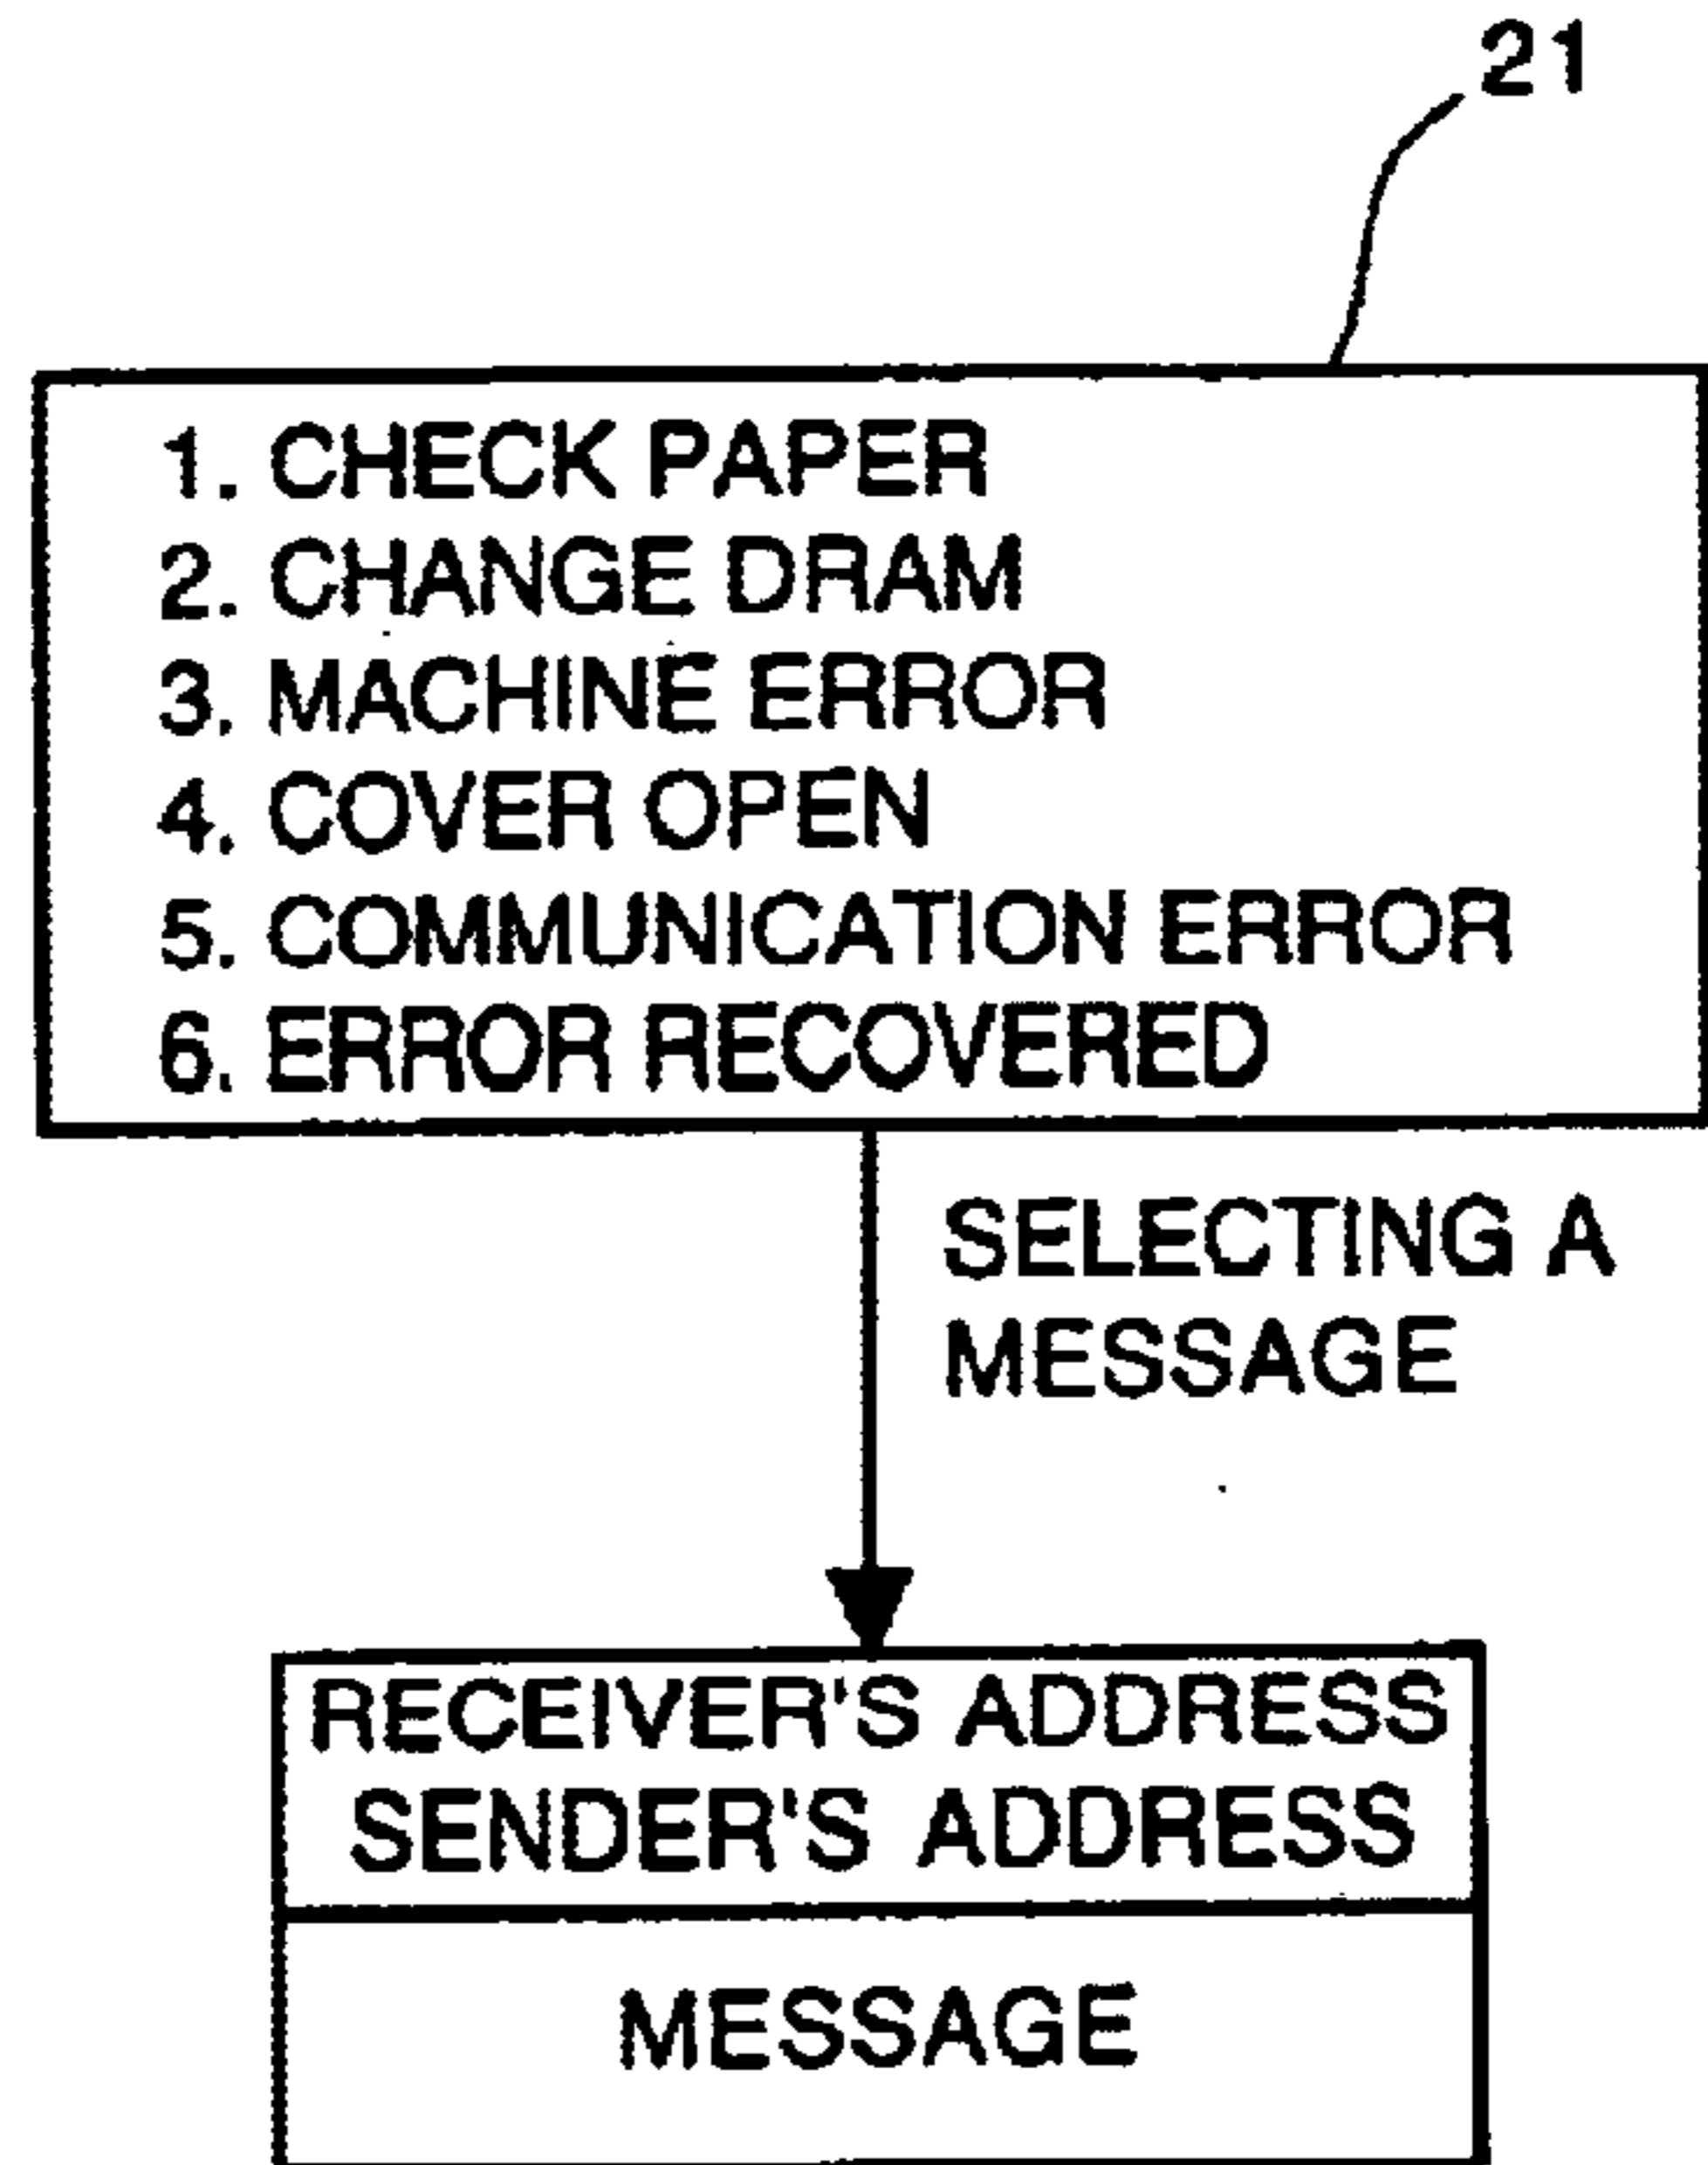 21
1. CHECK PAPER
2. CHANGE DRAM
3. MACHINE ERROR
4. COVER OPEN
5. COMMUNICATION ERROR
6. ERROR RECOVERED
SELECTING A
MESSAGE
RECEIVER'S ADDRESS
SENDER'S ADDRESS
MESSAGE